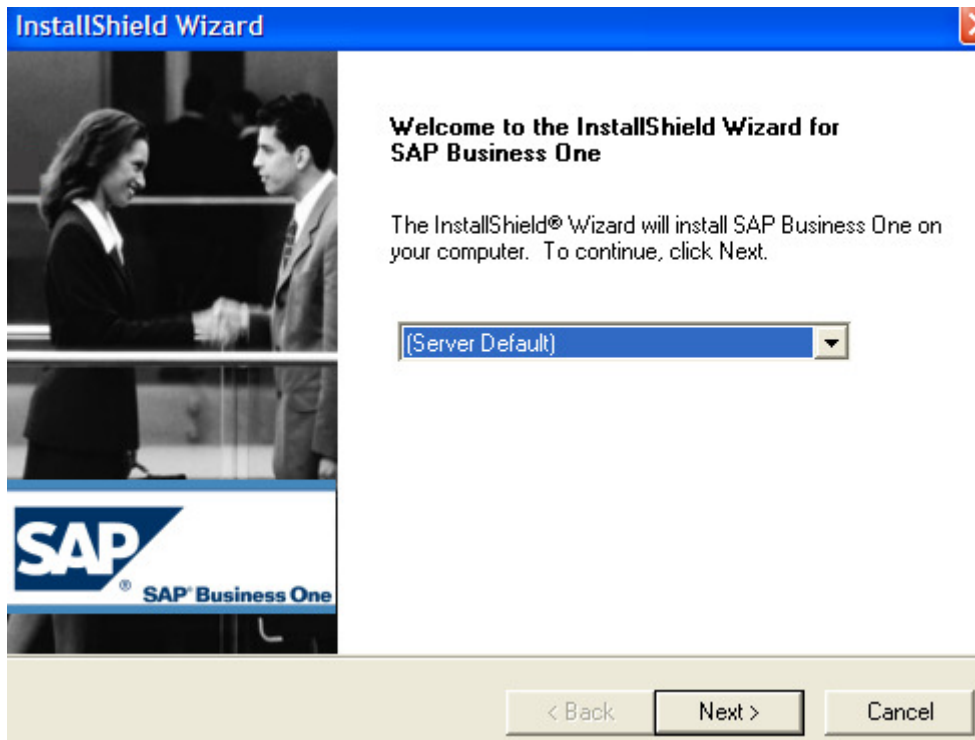 InstallShield Wizard
Welcome to the InstallShield Wizard for
SAP Business One
The InstallShield® Wizard will install SAP Business One on
your computer. To continue, click Next.
(Server Default)
SAP®
SAP® Business One
< Back Next > Cancel